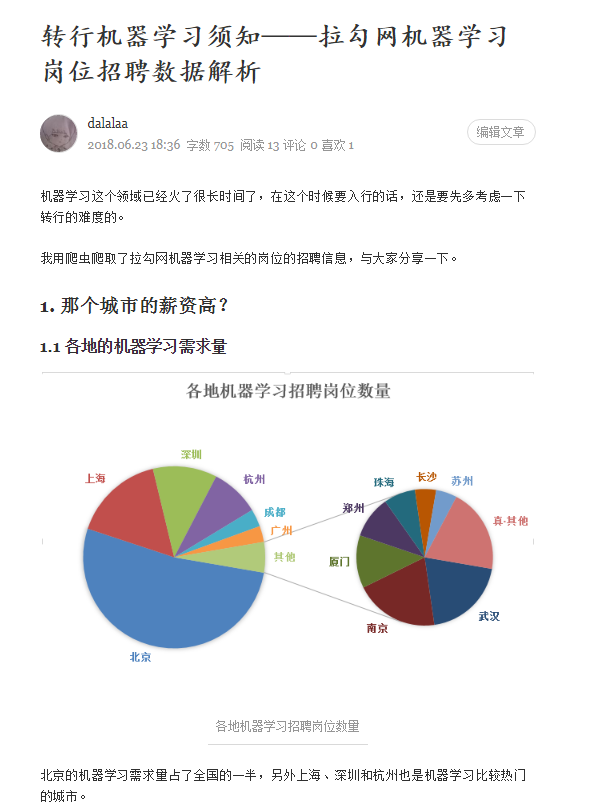 转行机器学习须知——拉勾网机器学习
岗位招聘数据解析
dalalaa
2018.06.23 18:36 字数 705 阅读 13 评论 0 喜欢 1
编辑文章
机器学习这个领域已经火了很长时间了，在这个时候要入行的话，还是要先多考虑一下
转行的难度的。
我用爬虫爬取了拉勾网机器学习相关的岗位的招聘信息，与大家分享一下。
1. 那个城市的薪资高？
1.1 各地的机器学习需求量
各地机器学习招聘岗位数量
深圳
上海
杭州
成都
广州
其他
北京
长沙
珠海
苏州
郑州
真·其他
厦门
武汉
南京
各地机器学习招聘岗位数量
北京的机器学习需求量占了全国的一半，另外上海、深圳和杭州也是机器学习比较热门
的城市。